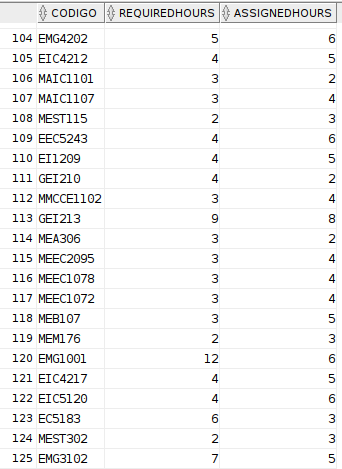 CODIGO REQUIREDHOURS ASSIGNEDHOURS
104 EMG4202 5 6
105 EIC4212 4 5
106 MAIC1101 3 2
107 MAIC1107 3 4
108 MEST115 2 3
109 EEC5243 4 6
110 EI1209 4 5
111 GEI210 4 2
112 MMCCE1102 3 4
113 GEI213 9 8
114 MEA306 3 2
115 MEEC2095 3 4
116 MEEC1078 3 4
117 MEEC1072 3 4
118 MEB107 3 5
119 MEM176 2 3
120 EMG1001 12 6
121 EIC4217 4 5
122 EIC5120 4 6
123 EC5183 6 3
124 MEST302 2 3
125 EMG3102 7 5